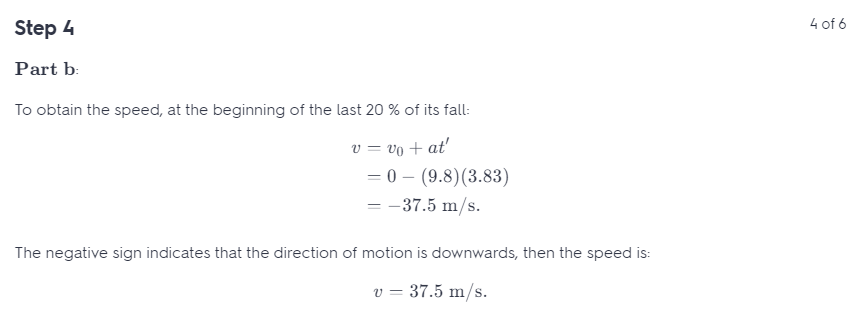 Step 4
4 of 6
Part b:
To obtain the speed, at the beginning of the last 20 % of its fall:
v = v₀ + at′
= 0 − (9.8)(3.83)
= −37.5 m/s.
The negative sign indicates that the direction of motion is downwards, then the speed is:
v = 37.5 m/s.